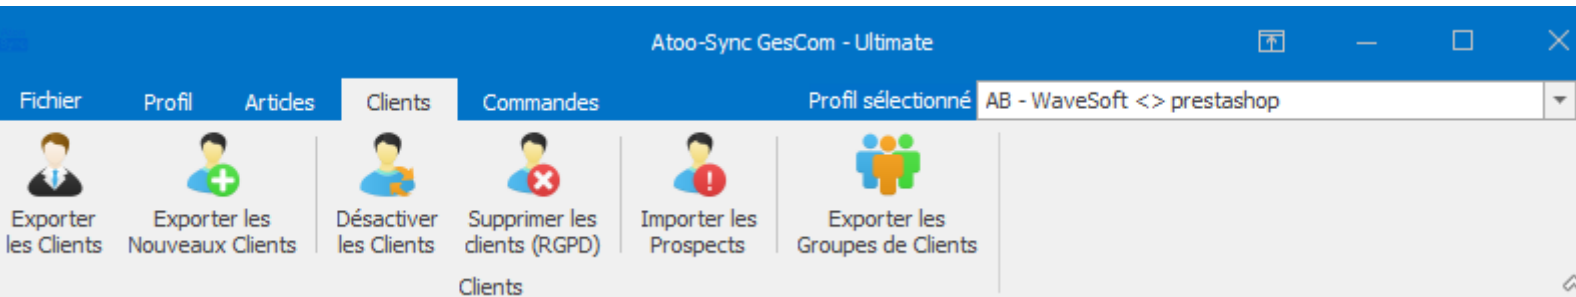 Atoo-Sync GesCom - Ultimate
Fichier Profil Articles Clients Commandes Profil sélectionné AB - WaveSoft <> prestashop
Exporter
les Clients
Exporter les
Nouveaux Clients
Désactiver
les Clients
Supprimer les
clients (RGPD)
Importer les
Prospects
Exporter les
Groupes de Clients
Clients